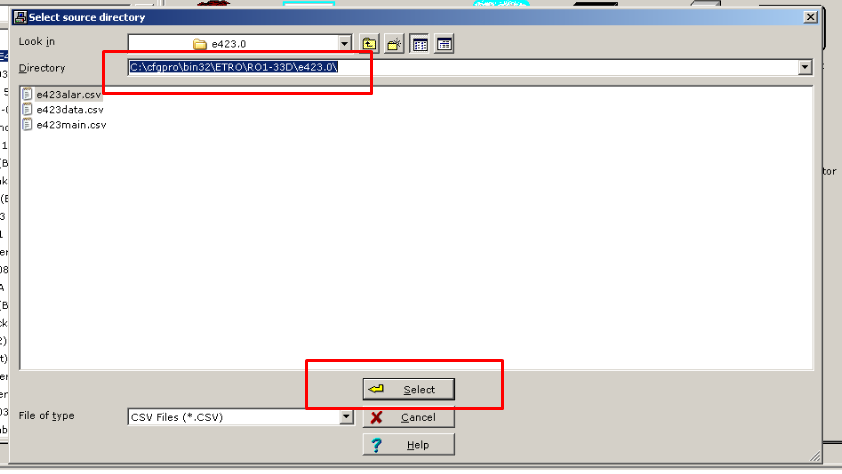 Select source directory
Look in
e423.0
Directory
C:\cfgpro\bin32\ETRO\RO1-33D\e423.0\
e423alar.csv
e423data.csv
e423main.csv
tor
Select
File of type
CSV Files (*.CSV)
Cancel
Help